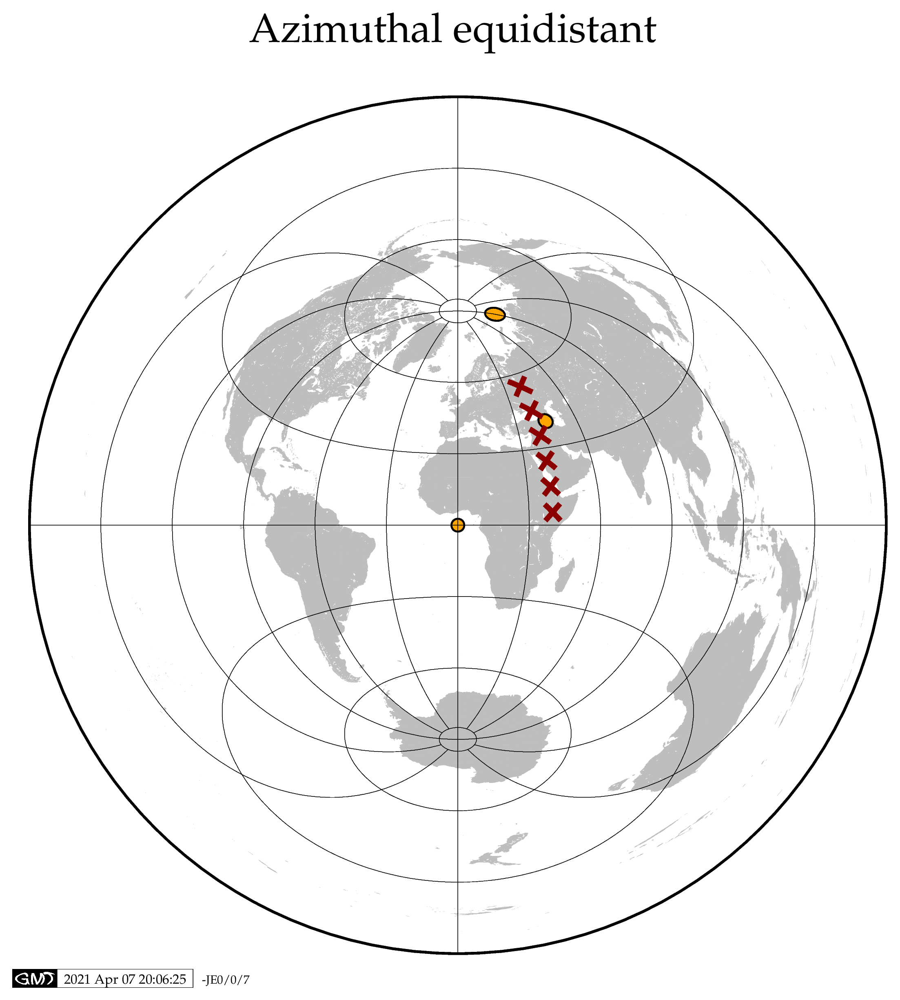 Azimuthal equidistant
GMT 2021 Apr 07 20:06:25 -JE0/0/7